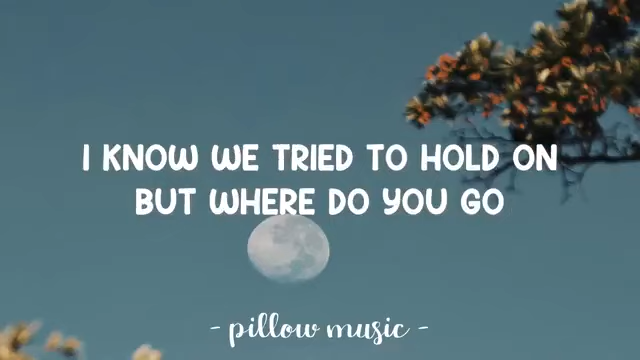 I KNOW WE TRIED TO HOLD ON
BUT WHERE DO YOU GO
- pillow music -